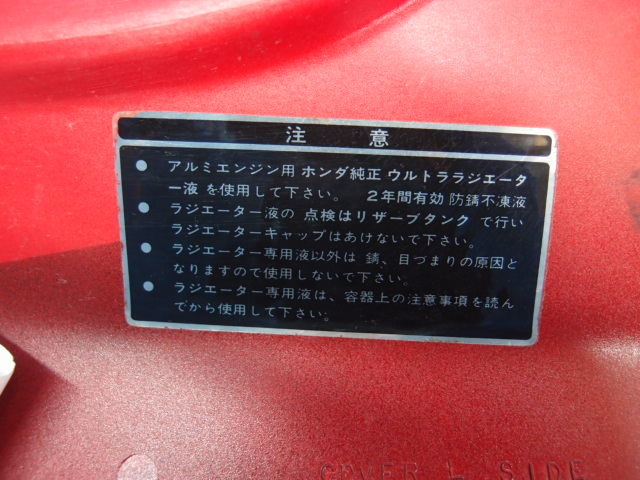 注意
● アルミエンジン用 ホンダ純正 ウルトララジエータ
ー液 を使用して下さい。 2年間有効 防錆不凍液
● ラジエーター液の 点検はリザーブタンク で行い
ラジエーターキャップはあけないで下さい。
● ラジエーター専用液以外は 錆、目づまりの原因と
なりますので使用しないで下さい。
● ラジエーター専用液は、容器上の注意事項を読ん
でから使用して下さい。
COVER L SIDE